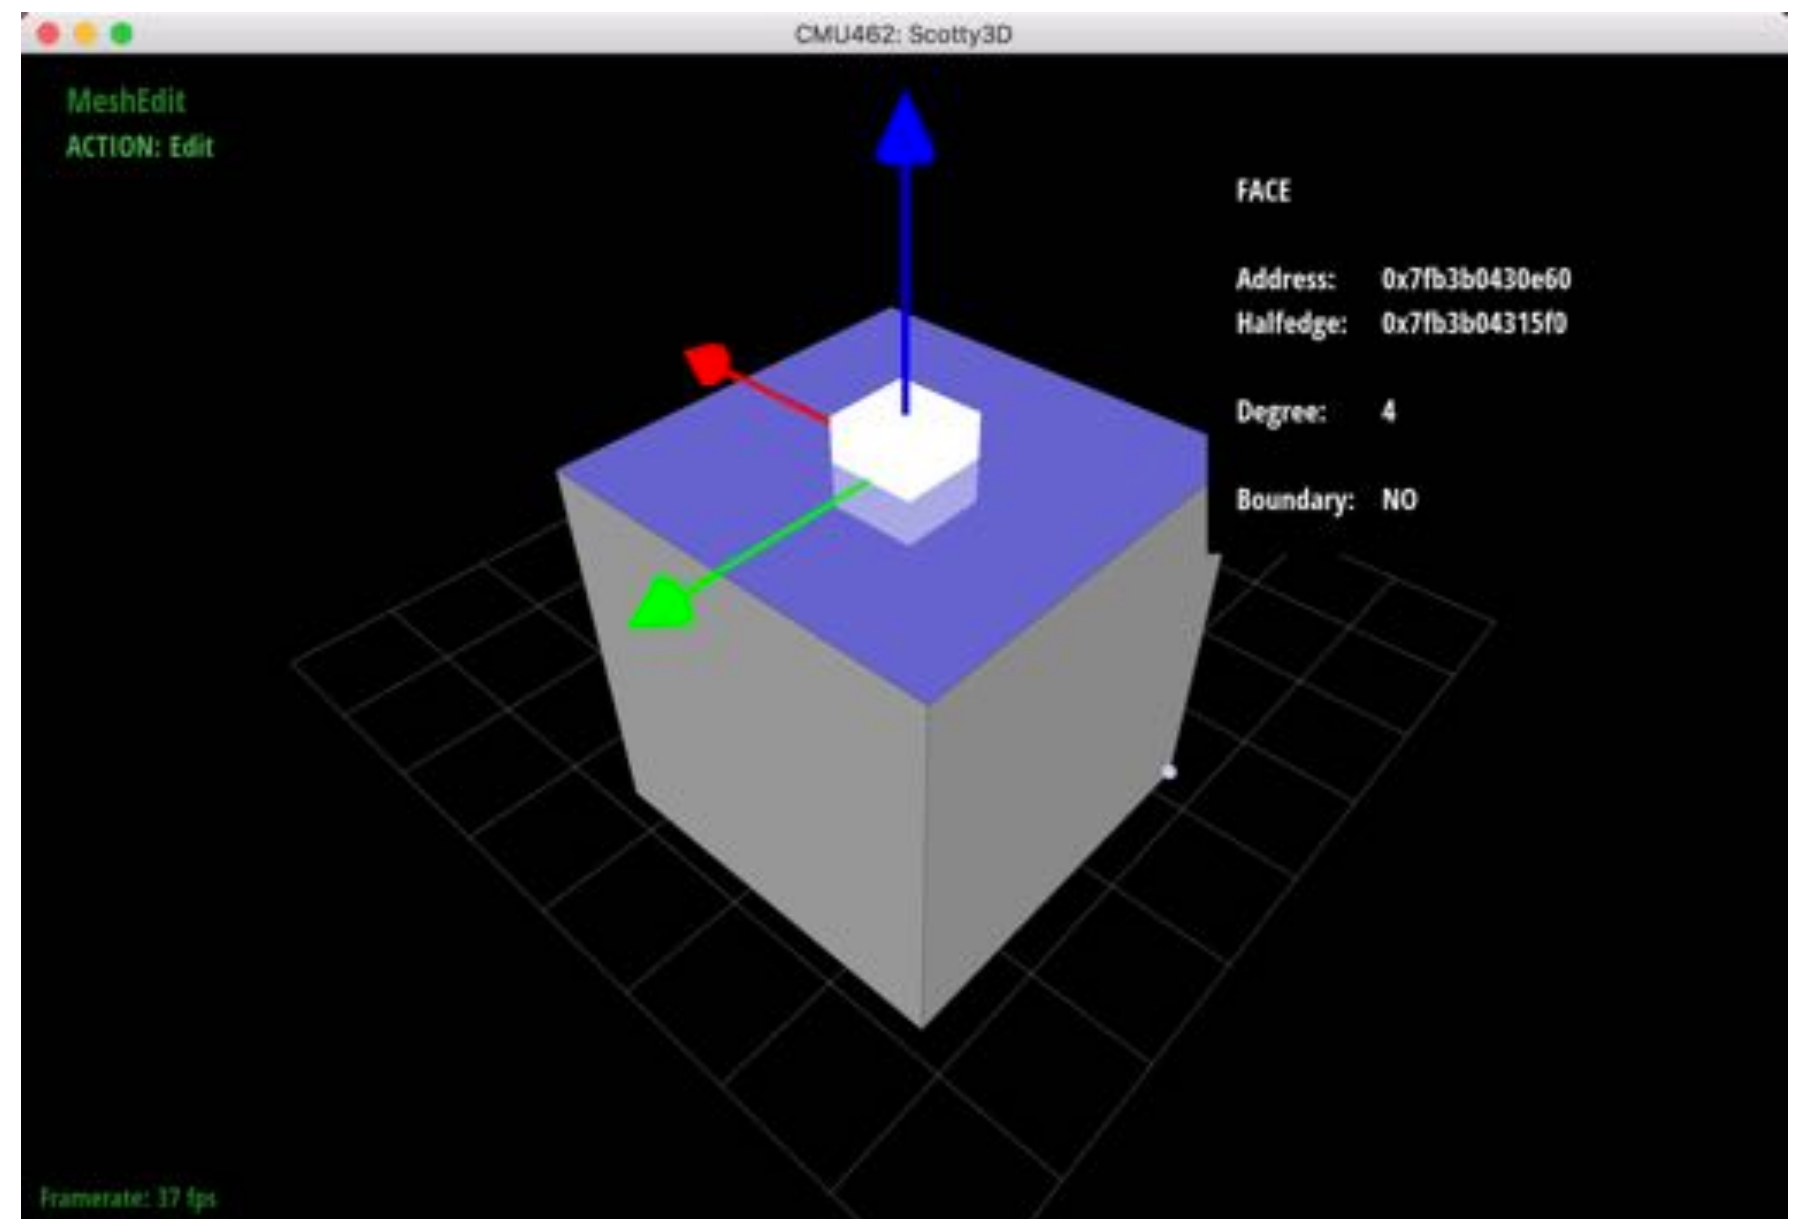 CMU462: Scotty3D
MeshEdit
ACTION: Edit
FACE
Address: 0x7fb3b0430e60
Halfedge: 0x7fb3b04315f0
Degree: 4
Boundary: NO
Framerate: 37 fps